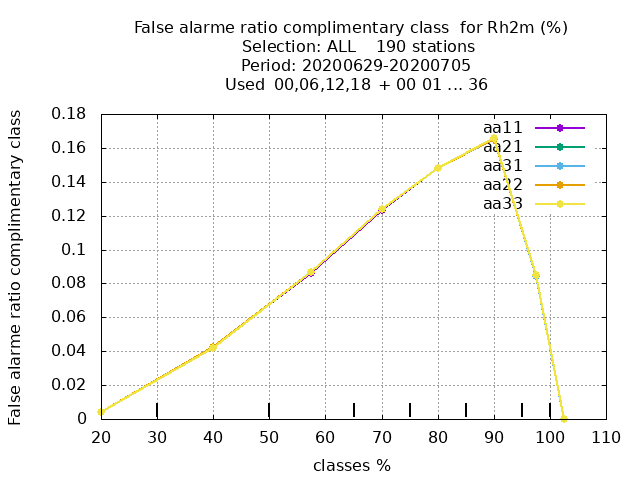 False alarme ratio complimentary class  for Rh2m (%)
Selection: ALL    190 stations
Period: 20200629-20200705
Used  00,06,12,18  + 00 01 ... 36
False alarme ratio complimentary class
0.18
0.16
0.14
0.12
0.1
0.08
0.06
0.04
0.02
0
aa11
aa21
aa31
aa22
aa33
20 30 40 50 60 70 80 90 100 110
classes %